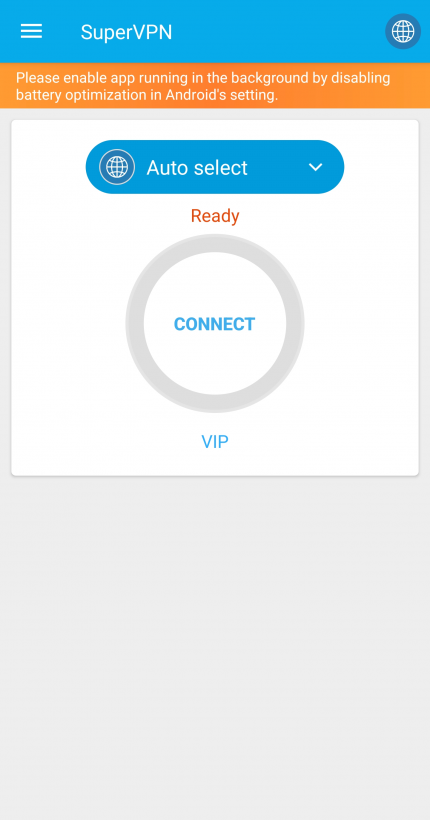 SuperVPN
Please enable app running in the background by disabling
battery optimization in Android's setting.
Auto select
Ready
CONNECT
VIP